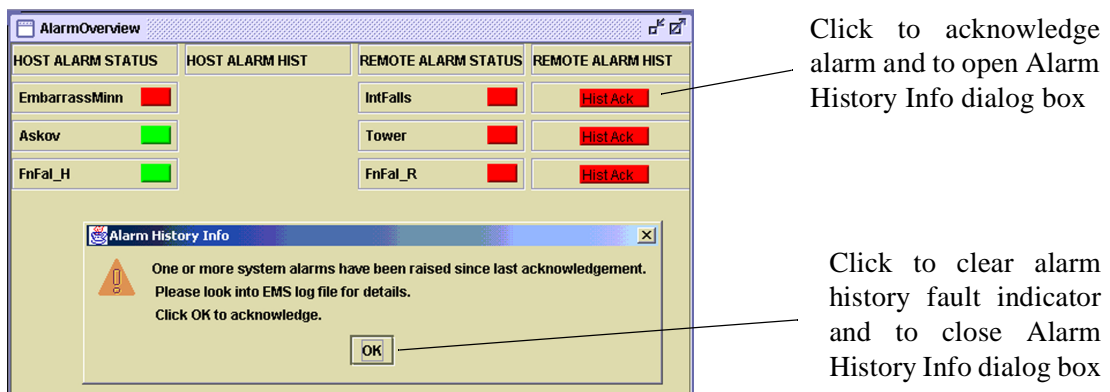 AlarmOverview
HOST ALARM STATUS HOST ALARM HIST REMOTE ALARM STATUS REMOTE ALARM HIST
EmbarrassMinn IntFalls Hist Ack
Askov Tower Hist Ack
FnFal_H FnFal_R Hist Ack
Alarm History Info
One or more system alarms have been raised since last acknowledgement.
Please look into EMS log file for details.
Click OK to acknowledge.
OK
Click to acknowledge
alarm and to open Alarm
History Info dialog box
Click to clear alarm
history fault indicator
and to close Alarm
History Info dialog box